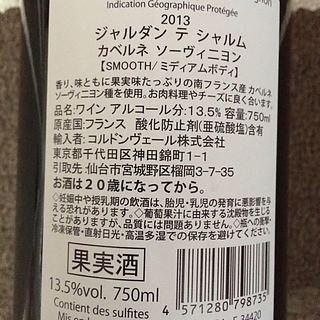 Indication Géographique Protégée
2013
ジャルダン テ シャルム
カベルネ ソーヴィニヨン
【SMOOTH/ミディアムボディ】
香り、味ともに果実味たっぷりの南フランス産 カベルネ
ソーヴィニヨン種を使用。お肉料理やチーズに良く合います。
品名:ワイン アルコール分:13.5% 容量:750ml
原産国:フランス 酸化防止剤(亜硫酸塩)含有
輸入者:コルドンヴェール株式会社
東京都千代田区神田錦町1-1
引取先:仙台市宮城野区榴岡3-7-35
お酒は20歳になってから。
◇妊娠中や授乳期の飲酒は、胎児・乳児の発育に悪影響を与
える恐れがあります。◇葡萄果汁に由来する沈殿物を生じる
ことがありますが、品質には問題ありません。◇瓶への衝撃・
冷凍保管・直射日光・高温多湿での保存を避けてください。
果実酒
13.5%vol. 750ml
Contient des sulfites
4 571280 798735
Mis en
F 34420